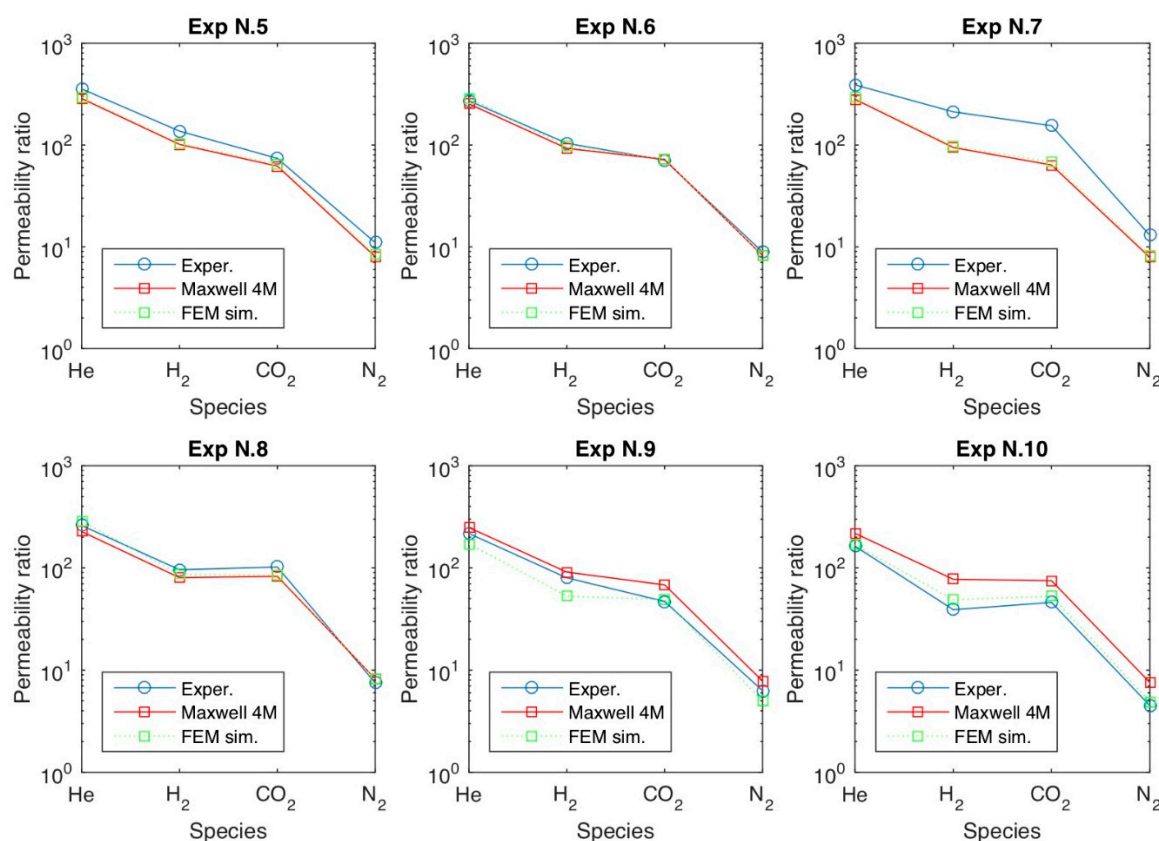 Exp N.5
Permeability ratio
10³
10²
10¹
10⁰
Exper.
Maxwell 4M
FEM sim.
He H₂ CO₂ N₂
Species
Exp N.6
Permeability ratio
10³
10²
10¹
10⁰
Exper.
Maxwell 4M
FEM sim.
He H₂ CO₂ N₂
Species
Exp N.7
Permeability ratio
10³
10²
10¹
10⁰
Exper.
Maxwell 4M
FEM sim.
He H₂ CO₂ N₂
Species
Exp N.8
Permeability ratio
10³
10²
10¹
10⁰
Exper.
Maxwell 4M
FEM sim.
He H₂ CO₂ N₂
Species
Exp N.9
Permeability ratio
10³
10²
10¹
10⁰
Exper.
Maxwell 4M
FEM sim.
He H₂ CO₂ N₂
Species
Exp N.10
Permeability ratio
10³
10²
10¹
10⁰
Exper.
Maxwell 4M
FEM sim.
He H₂ CO₂ N₂
Species